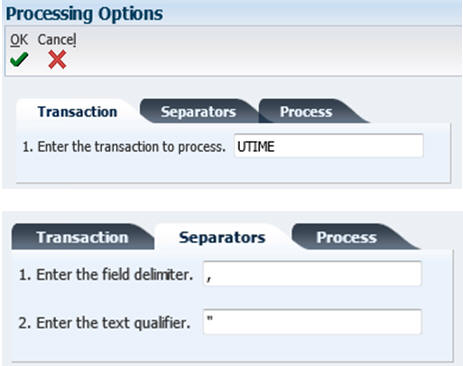 Processing Options
OK Cancel
Transaction Separators Process
1. Enter the transaction to process. UTIME
Transaction Separators Process
1. Enter the field delimiter. ,
2. Enter the text qualifier. "